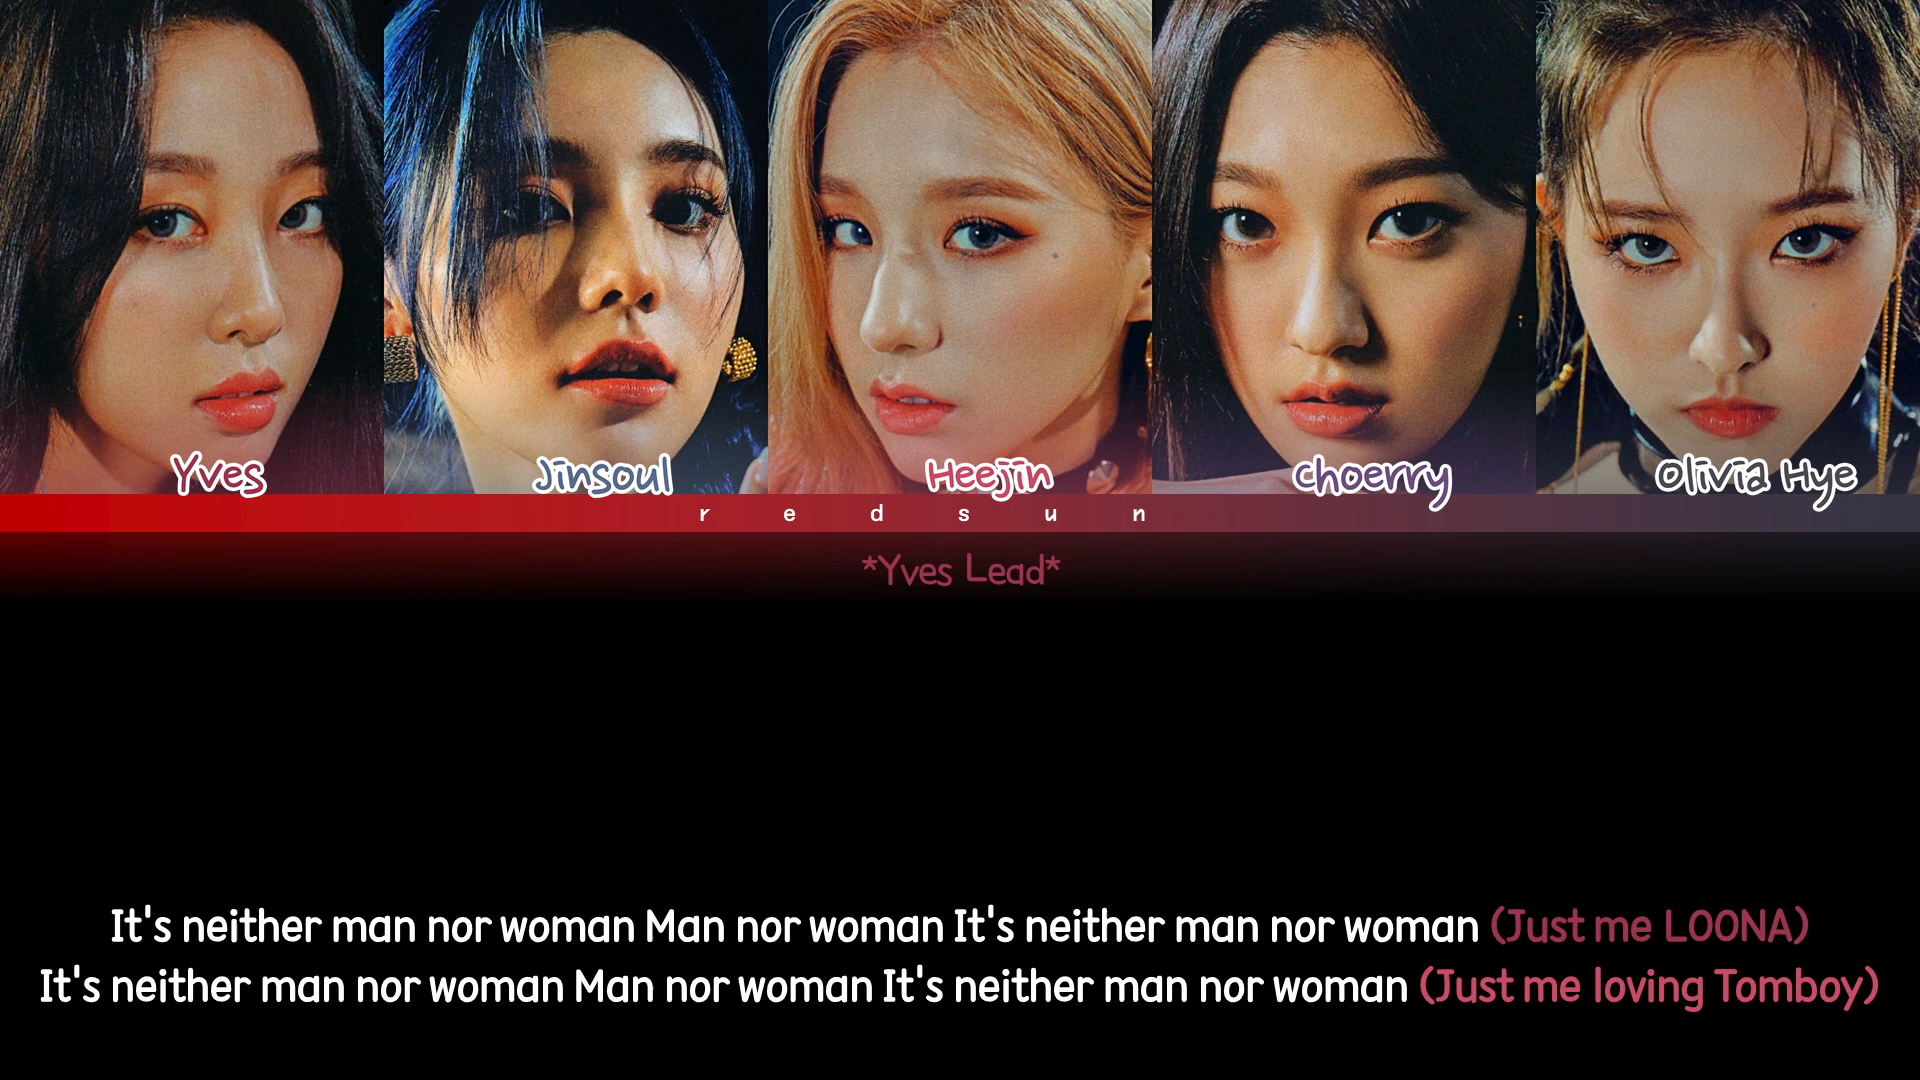 Yves Jinsoul Heejin choerry Olivia Hye
r e d s u n
*Yves Lead*
It's neither man nor woman Man nor woman It's neither man nor woman (Just me LOONA)
It's neither man nor woman Man nor woman It's neither man nor woman (Just me loving Tomboy)